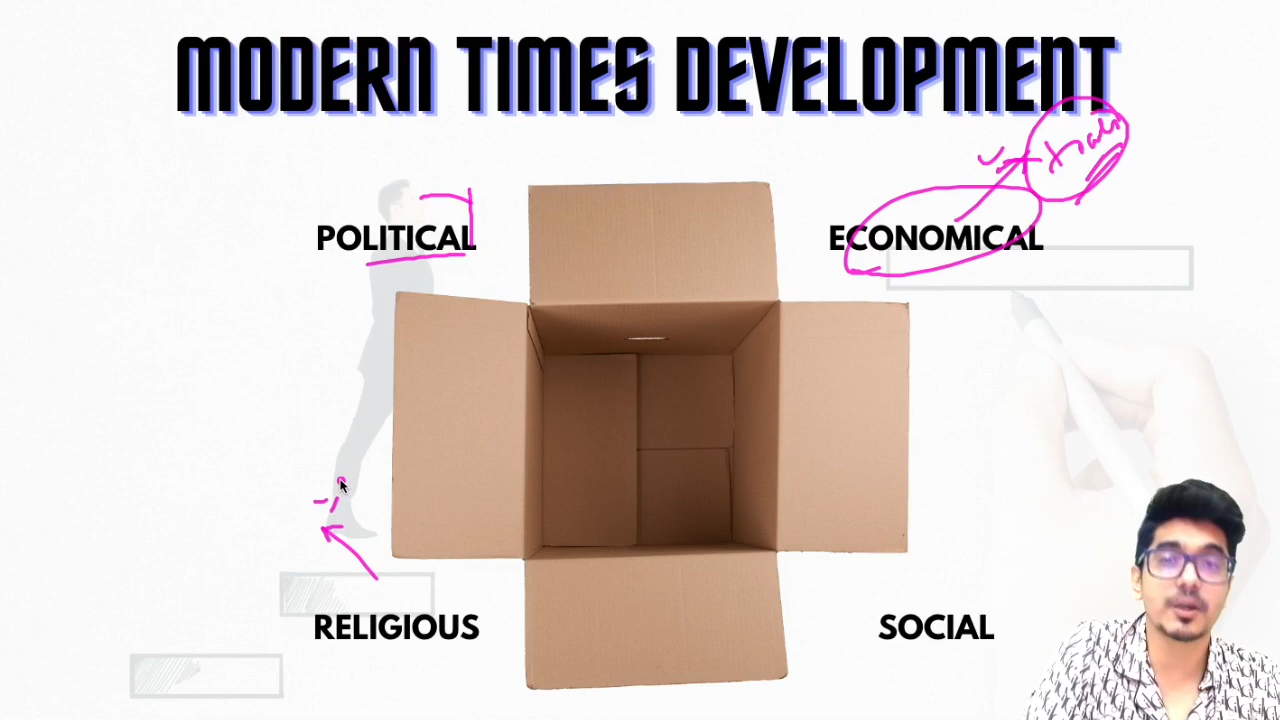 MODERN TIMES DEVELOPMENT
POLITICAL
ECONOMICAL
RELIGIOUS
SOCIAL